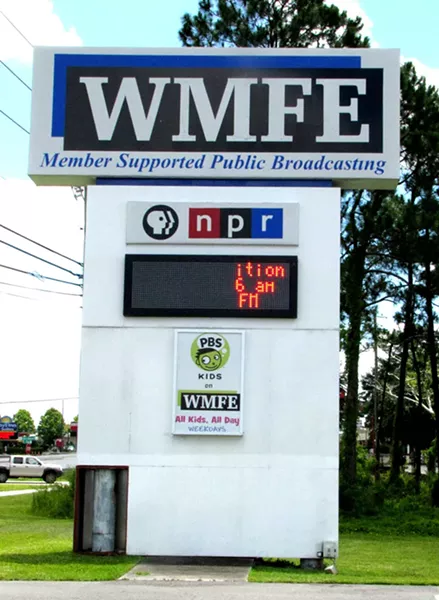 WMFE
Member Supported Public Broadcasting
npr
ition
6 am
FM
PBS
KIDS
on
WMFE
All Kids, All Day
WEEKDAYS